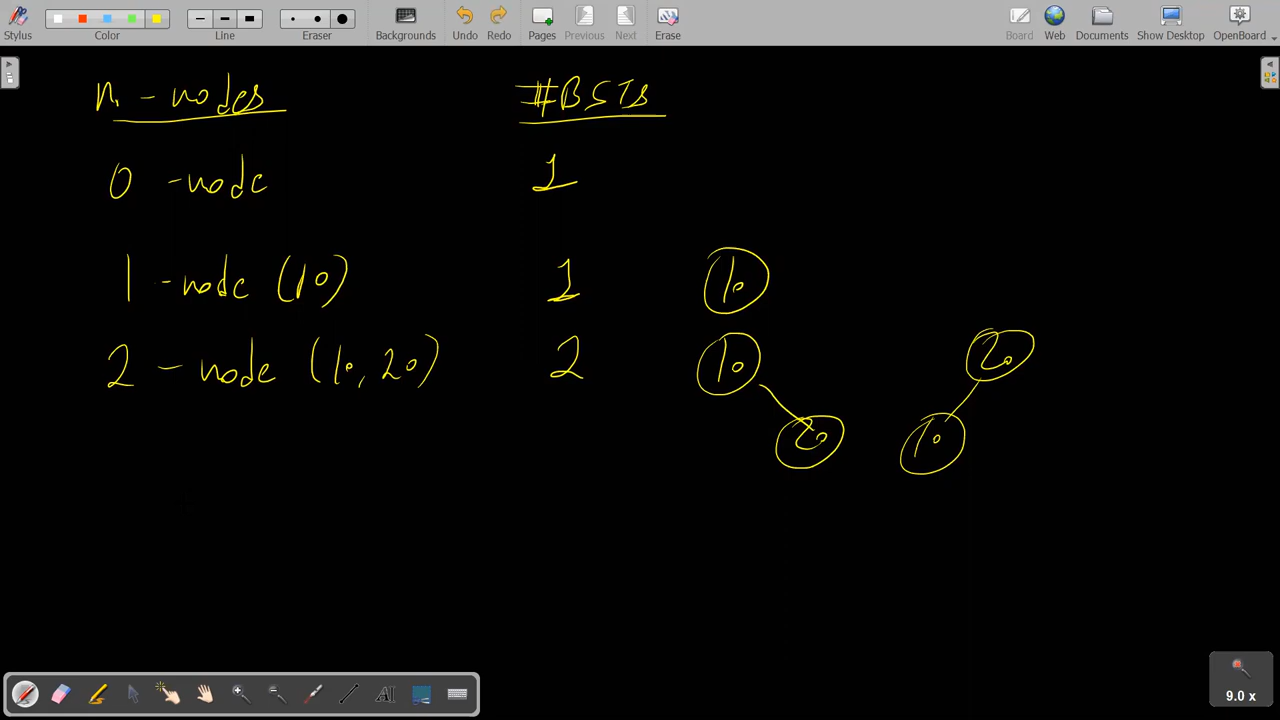 Stylus Color Line Eraser Backgrounds Undo Redo Pages Previous Next Erase Board Web Documents Show Desktop OpenBoard
n - nodes #BSTs
0 - node 1
1 - node (10) 1 10
2 - node (10, 20) 2 10 20
20 10
AI
9.0 x